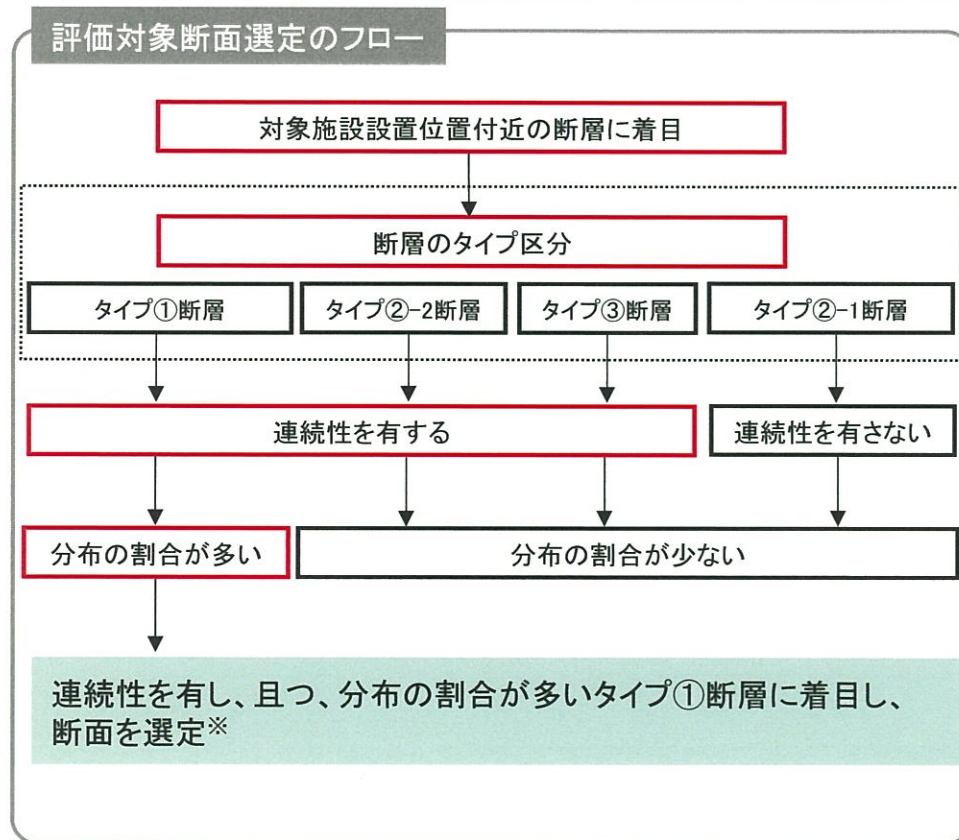 評価対象断面選定のフロー
対象施設設置位置付近の断層に着目
断層のタイプ区分
タイプ①断層
タイプ②-2断層
タイプ③断層
タイプ②-1断層
連続性を有する
連続性を有さない
分布の割合が多い
分布の割合が少ない
連続性を有し、且つ、分布の割合が多いタイプ①断層に着目し、
断面を選定※